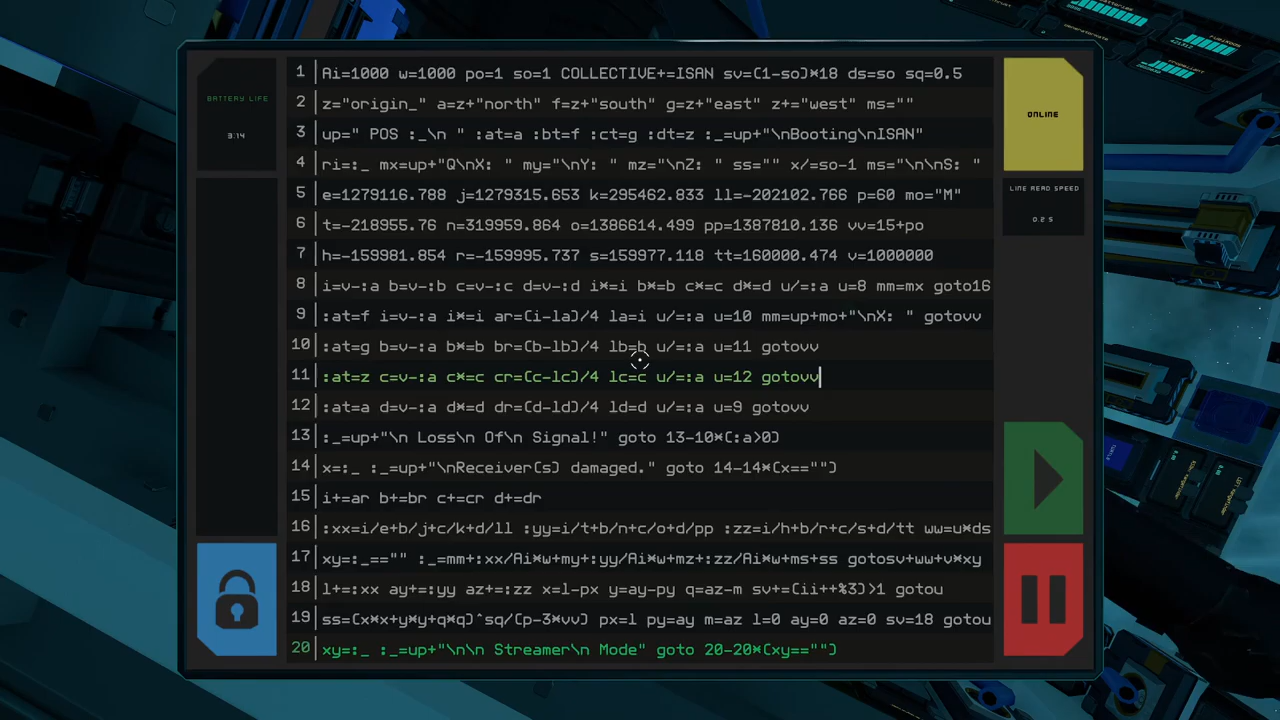 BATTERY LIFE
3:14
ONLINE
LINE READ SPEED
0.2 S
1 Ai=1000 w=1000 po=1 so=1 COLLECTIVE+=ISAN sv=(1-so)*18 ds=so sq=0.5
2 z="origin_" a=z+"north" f=z+"south" g=z+"east" z+="west" ms=""
3 up=" POS :_\n " :at=a :bt=f :ct=g :dt=z :_=up+"\nBooting\nISAN"
4 ri=:_ mx=up+"Q\nX: " my="\nY: " mz="\nZ: " ss="" x/=so-1 ms="\n\nS: "
5 e=1279116.788 j=1279315.653 k=295462.833 ll=-202102.766 p=60 mo="M"
6 t=-218955.76 n=319959.864 o=1386614.499 pp=1387810.136 vv=15+po
7 h=-159981.854 r=-159995.737 s=159977.118 tt=160000.474 v=1000000
8 i=v-:a b=v-:b c=v-:c d=v-:d i*=i b*=b c*=c d*=d u/=:a u=8 mm=mx goto16
9 :at=f i=v-:a i*=i ar=(i-la)/4 la=i u/=:a u=10 mm=up+mo+"\nX: " gotovv
10 :at=g b=v-:a b*=b br=(b-lb)/4 lb=b u/=:a u=11 gotovv
11 :at=z c=v-:a c*=c cr=(c-lc)/4 lc=c u/=:a u=12 gotovv
12 :at=a d=v-:a d*=d dr=(d-ld)/4 ld=d u/=:a u=9 gotovv
13 :_=up+"\n Loss\n Of\n Signal!" goto 13-10*(:a>0)
14 x=:_ :_=up+"\nReceiver(s) damaged." goto 14-14*(x=="")
15 i+=ar b+=br c+=cr d+=dr
16 :xx=i/e+b/j+c/k+d/ll :yy=i/t+b/n+c/o+d/pp :zz=i/h+b/r+c/s+d/tt ww=u*ds
17 xy=:_=="" :_=mm+:xx/Ai*w+my+:yy/Ai*w+mz+:zz/Ai*w+ms+ss gotosv+ww+v*xy
18 l+=:xx ay+=:yy az+=:zz x=l-px y=ay-py q=az-m sv+=(ii++%3)>1 gotou
19 ss=(x*x+y*y+q*q)^sq/(p-3*vv) px=l py=ay m=az l=0 ay=0 az=0 sv=18 gotou
20 xy=:_ :_=up+"\n\n Streamer\n Mode" goto 20-20*(xy=="")